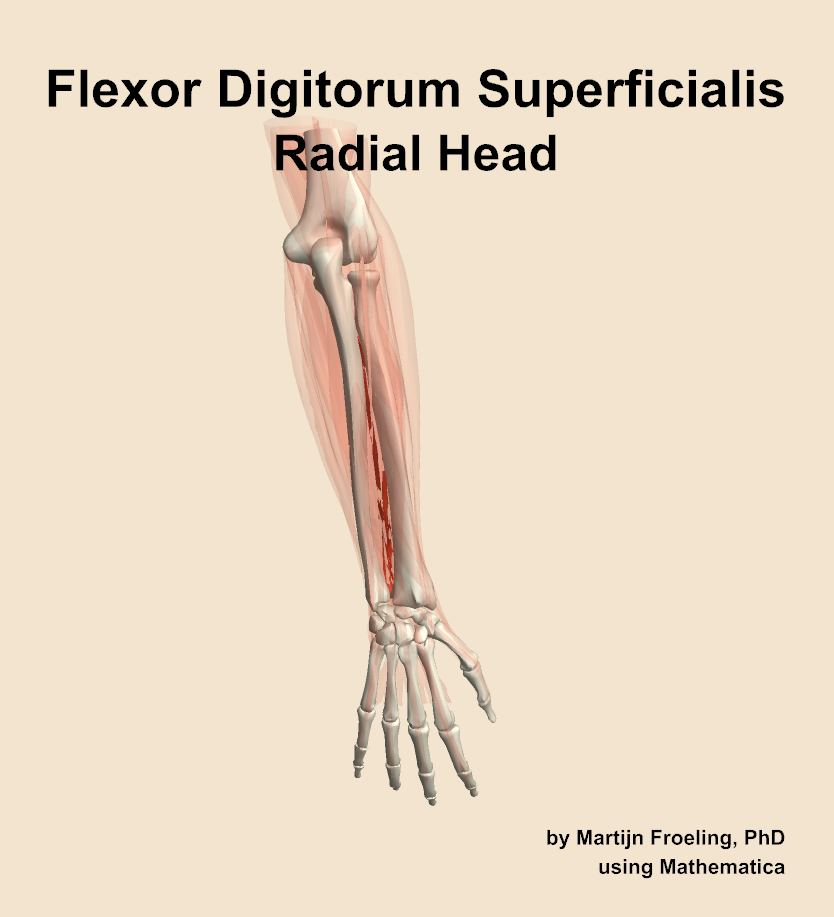 Flexor Digitorum Superficialis
Radial Head
by Martijn Froeling, PhD
using Mathematica